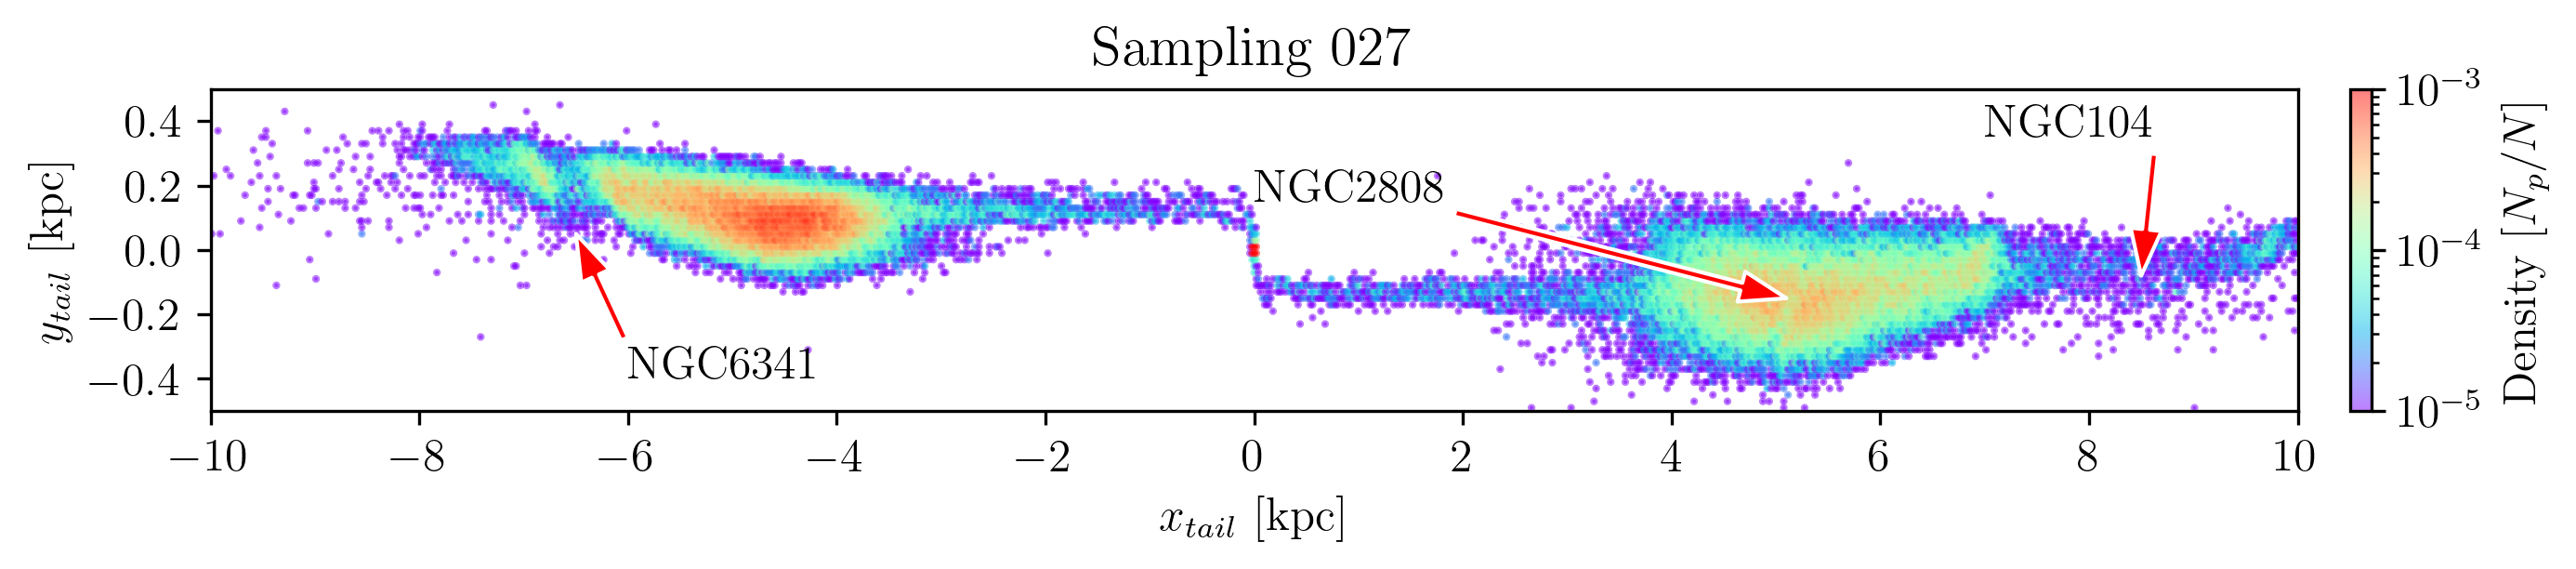 Sampling 027
NGC104
NGC2808
NGC6341
0.4
0.2
0.0
−0.2
−0.4
y_tail [kpc]
−10 −8 −6 −4 −2 0 2 4 6 8 10
x_tail [kpc]
10⁻³
10⁻⁴
10⁻⁵
Density [N_p/N]